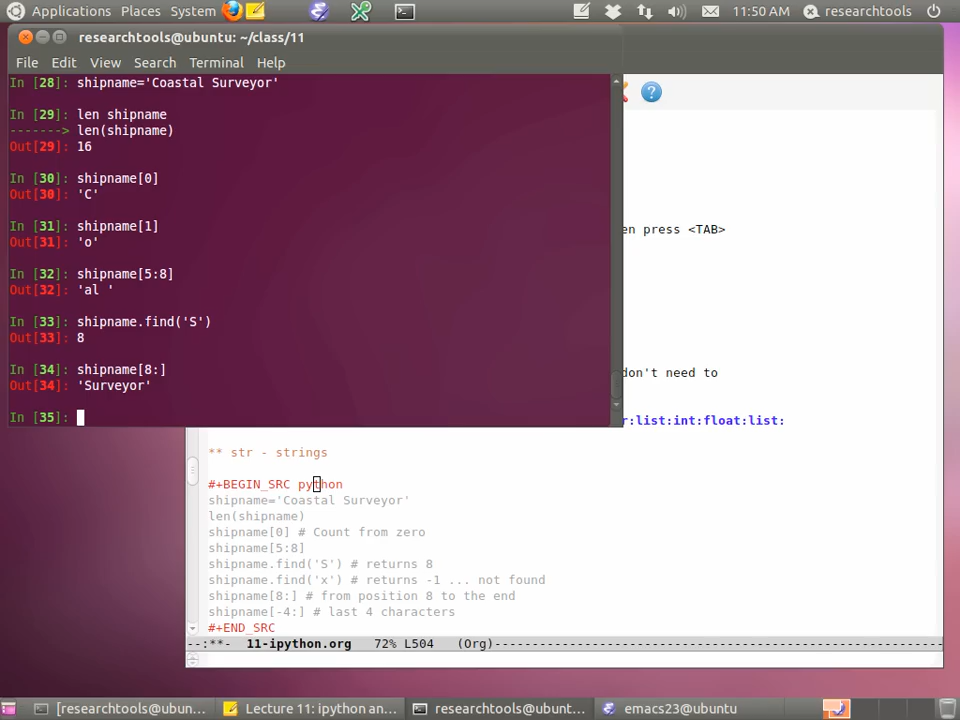 Applications Places System 11:50 AM researchtools
researchtools@ubuntu: ~/class/11
File Edit View Search Terminal Help
In [28]: shipname='Coastal Surveyor'
In [29]: len shipname
-------> len(shipname)
Out[29]: 16
In [30]: shipname[0]
Out[30]: 'C'
In [31]: shipname[1]
Out[31]: 'o'
en press <TAB>
In [32]: shipname[5:8]
Out[32]: 'al '
In [33]: shipname.find('S')
Out[33]: 8
In [34]: shipname[8:]
don't need to
Out[34]: 'Surveyor'
In [35]:
r:list:int:float:list:
** str - strings
#+BEGIN_SRC python
shipname='Coastal Surveyor'
len(shipname)
shipname[0] # Count from zero
shipname[5:8]
shipname.find('S') # returns 8
shipname.find('x') # returns -1 ... not found
shipname[8:] # from position 8 to the end
shipname[-4:] # last 4 characters
#+END_SRC
--:**- 11-ipython.org 72% L504 (Org)----------------------------------------------------------
[researchtools@ubun... Lecture 11: ipython an... researchtools@ubunt... emacs23@ubuntu